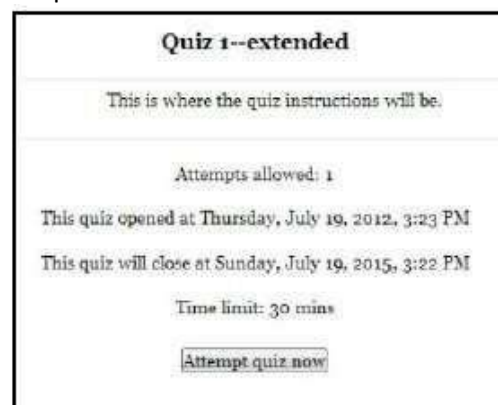 Quiz 1--extended
This is where the quiz instructions will be.
Attempts allowed: 1
This quiz opened at Thursday, July 19, 2012, 3:23 PM
This quiz will close at Sunday, July 19, 2015, 3:22 PM
Time limit: 30 mins
Attempt quiz now